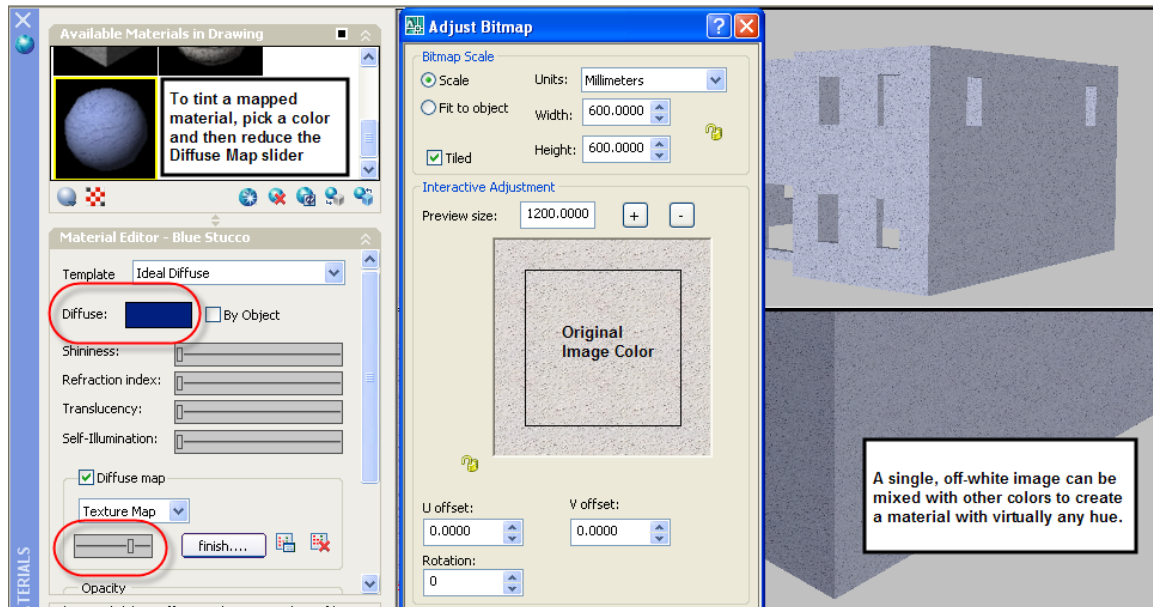 Available Materials in Drawing
To tint a mapped
material, pick a color
and then reduce the
Diffuse Map slider
Material Editor - Blue Stucco
Template Ideal Diffuse
Diffuse: By Object
Shininess:
Refraction index:
Translucency:
Self-Illumination:
Diffuse map
Texture Map
finish....
Opacity
MATERIALS
Adjust Bitmap
Bitmap Scale
Scale Units: Millimeters
Fit to object Width: 600.0000
Tiled Height: 600.0000
Interactive Adjustment
Preview size: 1200.0000 + -
Original
Image Color
U offset: V offset:
0.0000 0.0000
Rotation:
0
A single, off-white image can be
mixed with other colors to create
a material with virtually any hue.